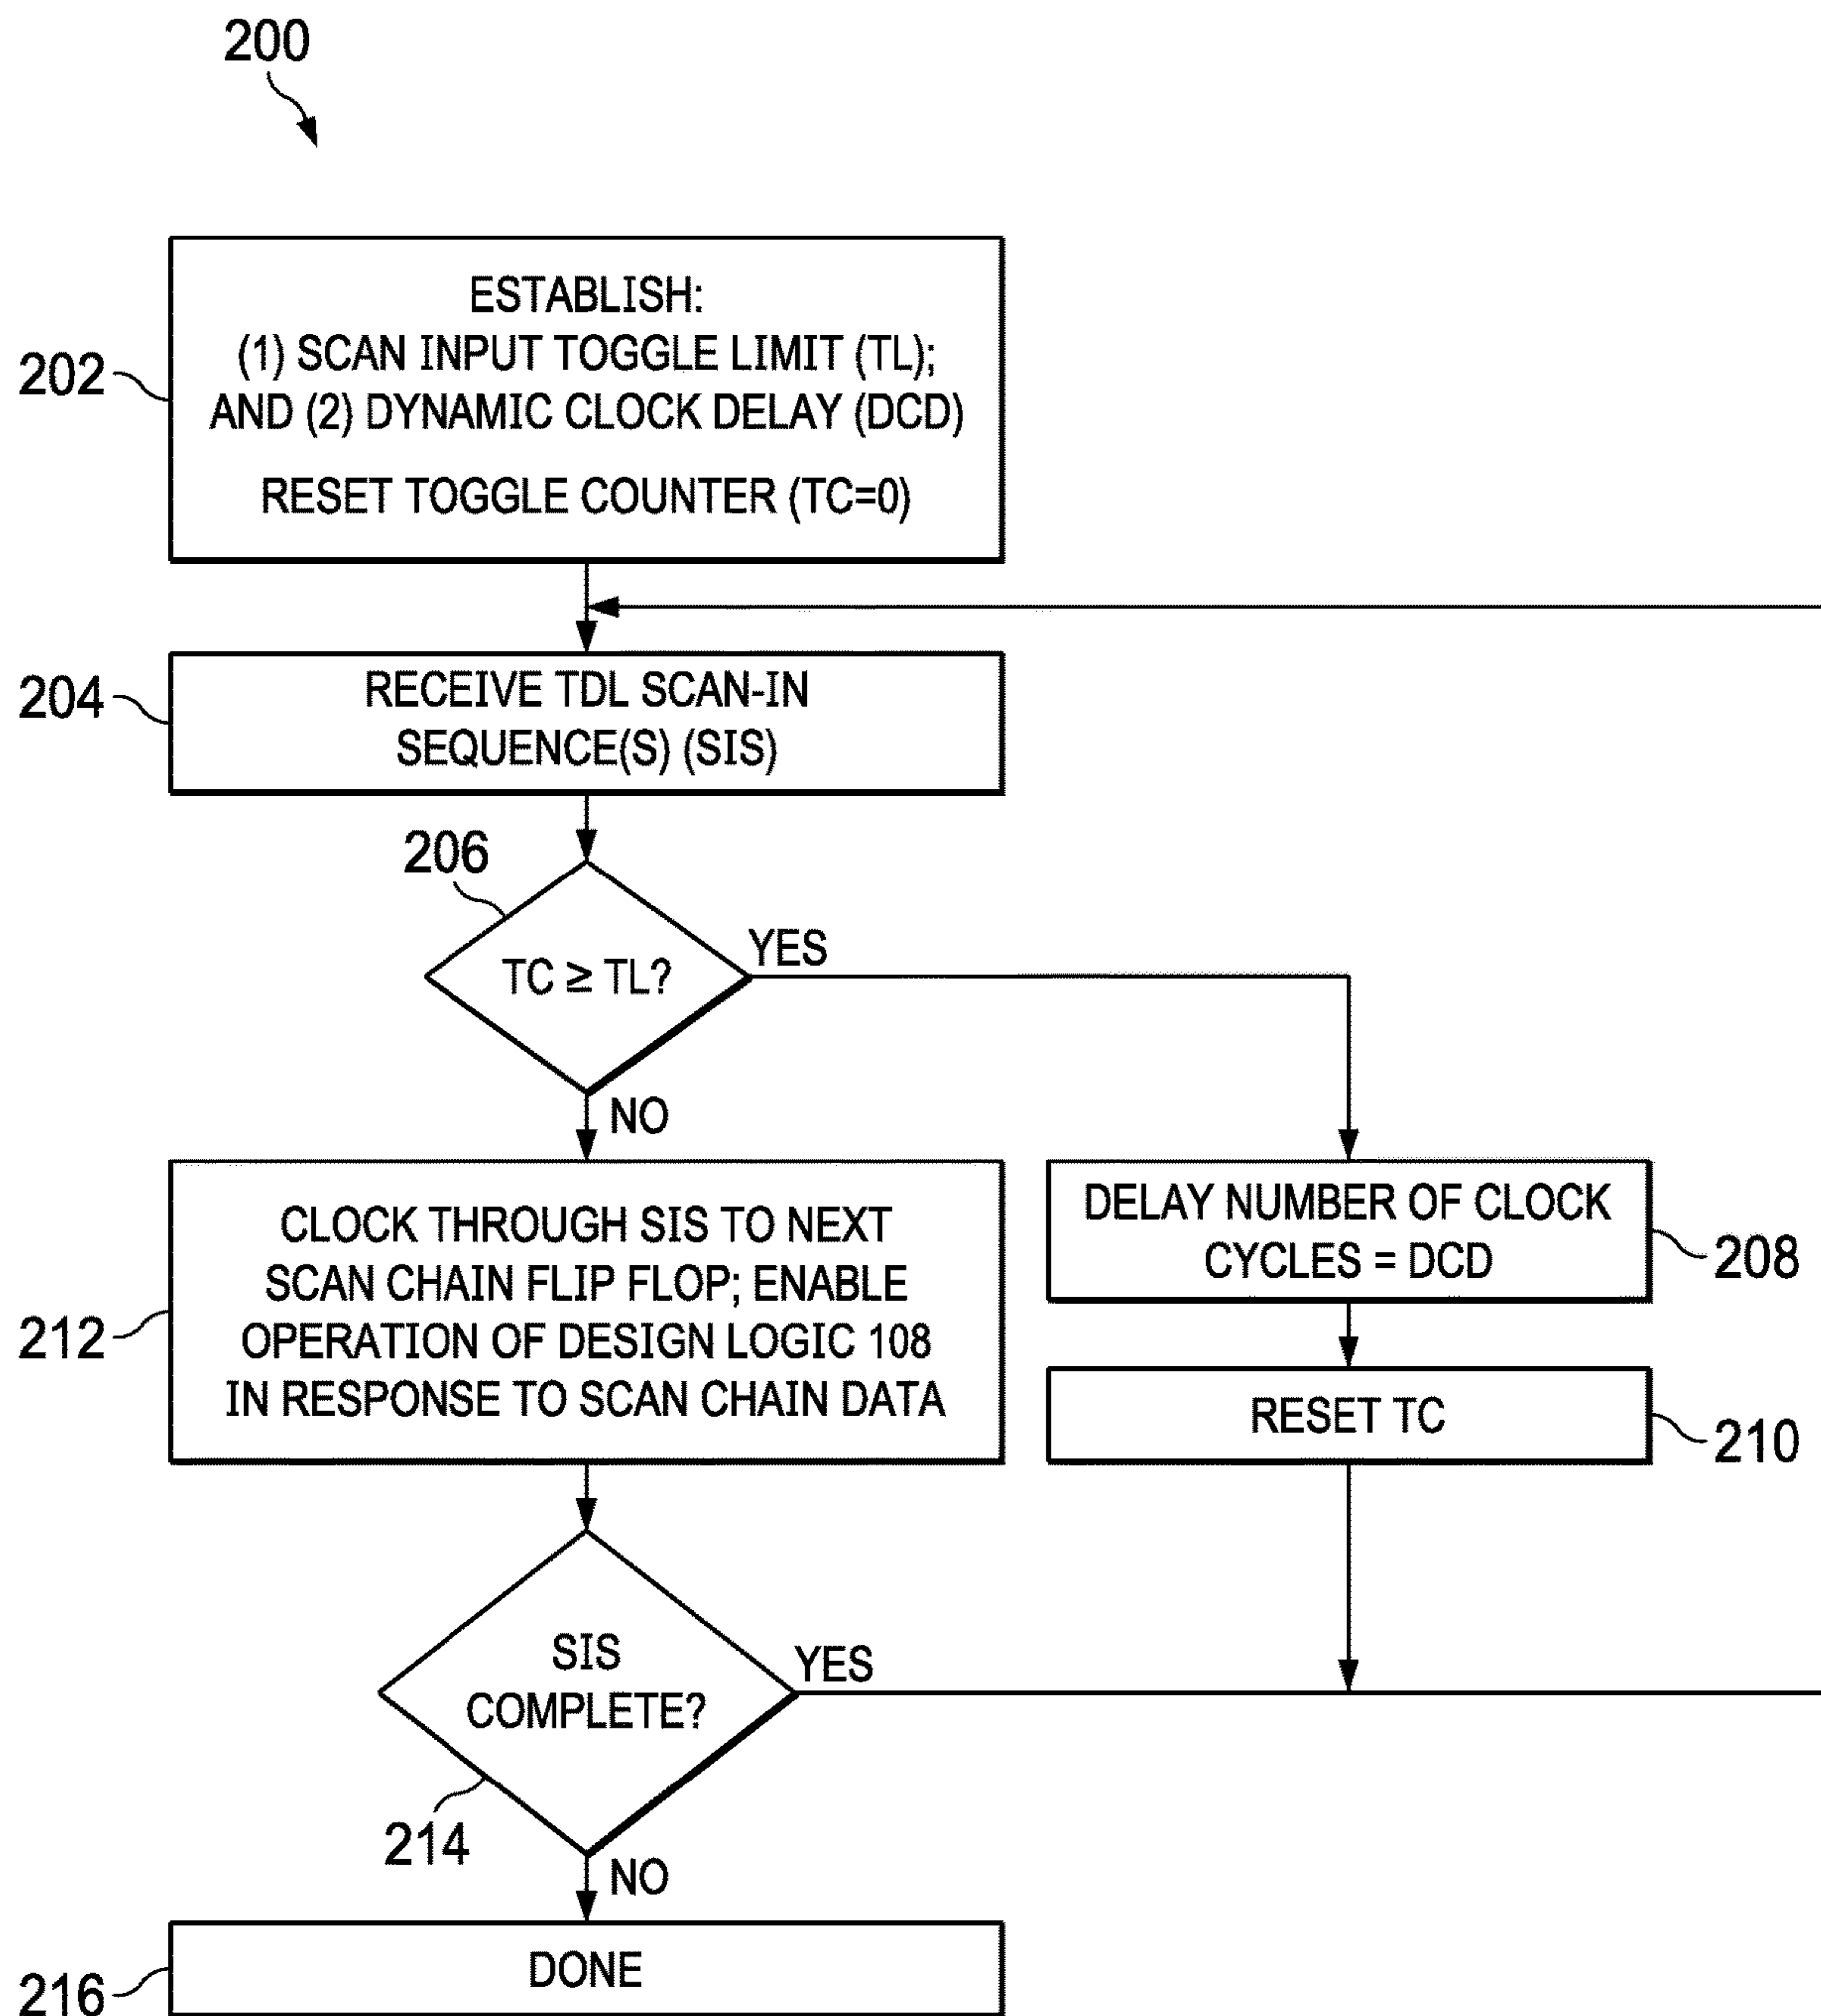 200
202
ESTABLISH:
(1) SCAN INPUT TOGGLE LIMIT (TL);
AND (2) DYNAMIC CLOCK DELAY (DCD)
RESET TOGGLE COUNTER (TC=0)
204
RECEIVE TDL SCAN-IN
SEQUENCE(S) (SIS)
206
TC ≥ TL?
YES
NO
212
CLOCK THROUGH SIS TO NEXT
SCAN CHAIN FLIP FLOP; ENABLE
OPERATION OF DESIGN LOGIC 108
IN RESPONSE TO SCAN CHAIN DATA
DELAY NUMBER OF CLOCK
CYCLES = DCD
208
RESET TC
210
SIS
COMPLETE?
YES
214
NO
216
DONE